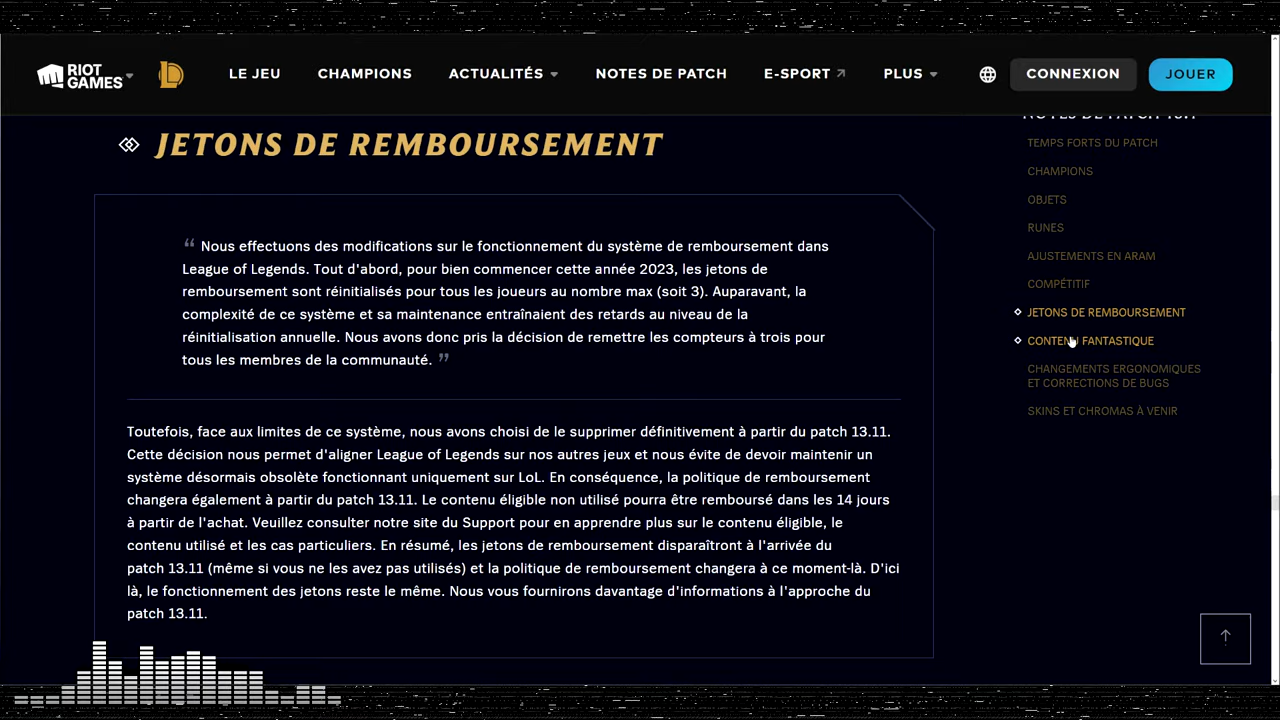 RIOT GAMES
LE JEU
CHAMPIONS
ACTUALITÉS
NOTES DE PATCH
E-SPORT
PLUS
CONNEXION
JOUER
JETONS DE REMBOURSEMENT
“ Nous effectuons des modifications sur le fonctionnement du système de remboursement dans
League of Legends. Tout d'abord, pour bien commencer cette année 2023, les jetons de
remboursement sont réinitialisés pour tous les joueurs au nombre max (soit 3). Auparavant, la
complexité de ce système et sa maintenance entraînaient des retards au niveau de la
réinitialisation annuelle. Nous avons donc pris la décision de remettre les compteurs à trois pour
tous les membres de la communauté. ”
Toutefois, face aux limites de ce système, nous avons choisi de le supprimer définitivement à partir du patch 13.11.
Cette décision nous permet d'aligner League of Legends sur nos autres jeux et nous évite de devoir maintenir un
système désormais obsolète fonctionnant uniquement sur LoL. En conséquence, la politique de remboursement
changera également à partir du patch 13.11. Le contenu éligible non utilisé pourra être remboursé dans les 14 jours
à partir de l'achat. Veuillez consulter notre site du Support pour en apprendre plus sur le contenu éligible, le
contenu utilisé et les cas particuliers. En résumé, les jetons de remboursement disparaîtront à l'arrivée du
patch 13.11 (même si vous ne les avez pas utilisés) et la politique de remboursement changera à ce moment-là. D'ici
là, le fonctionnement des jetons reste le même. Nous vous fournirons davantage d'informations à l'approche du
patch 13.11.
NOTES DE PATCH
TEMPS FORTS DU PATCH
CHAMPIONS
OBJETS
RUNES
AJUSTEMENTS EN ARAM
COMPÉTITIF
JETONS DE REMBOURSEMENT
CONTENU FANTASTIQUE
CHANGEMENTS ERGONOMIQUES
ET CORRECTIONS DE BUGS
SKINS ET CHROMAS À VENIR